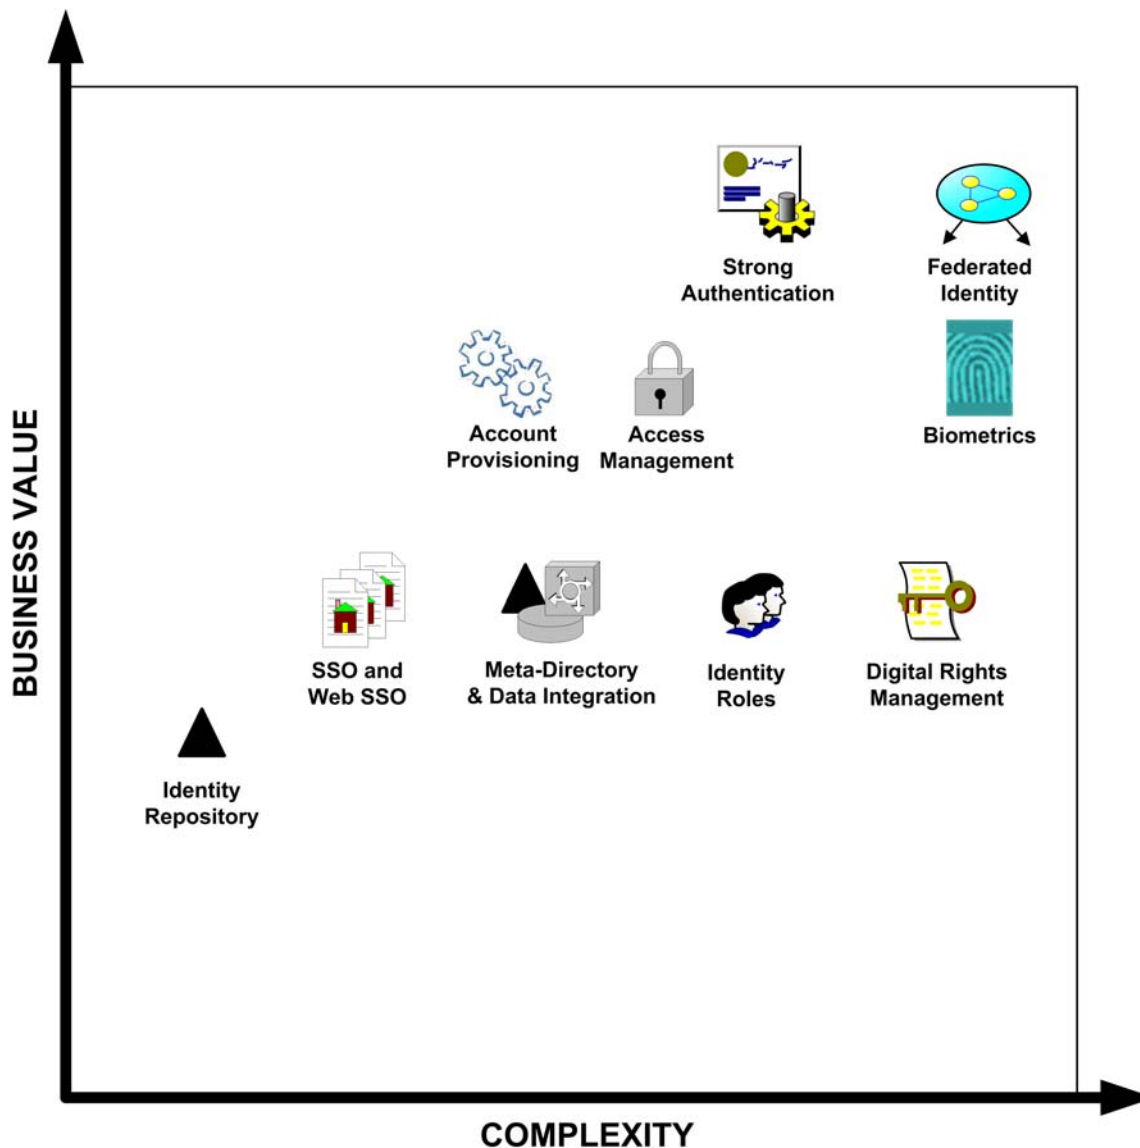 BUSINESS VALUE
Strong
Authentication
Federated
Identity
Account
Provisioning
Access
Management
Biometrics
SSO and
Web SSO
Meta-Directory
& Data Integration
Identity
Roles
Digital Rights
Management
Identity
Repository
COMPLEXITY